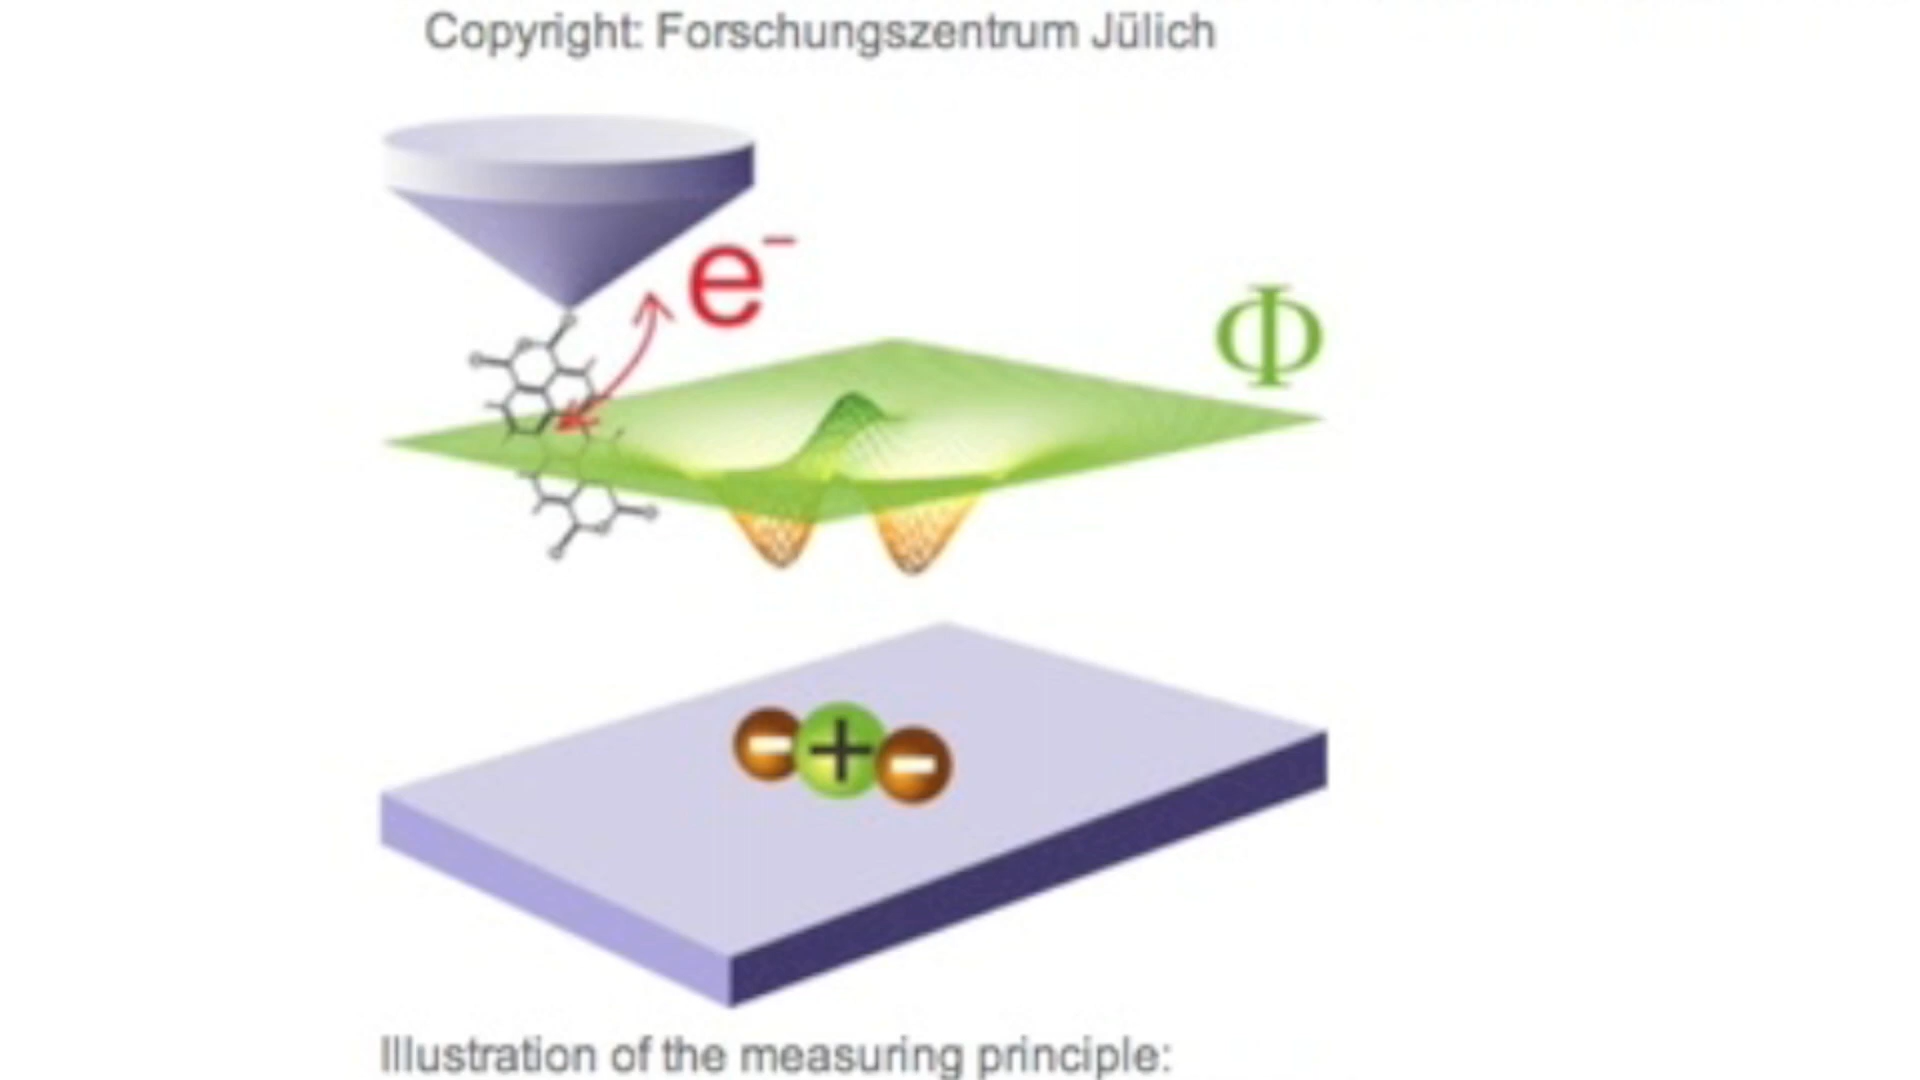 Copyright: Forschungszentrum Jülich
e⁻
Φ
− + −
Illustration of the measuring principle: